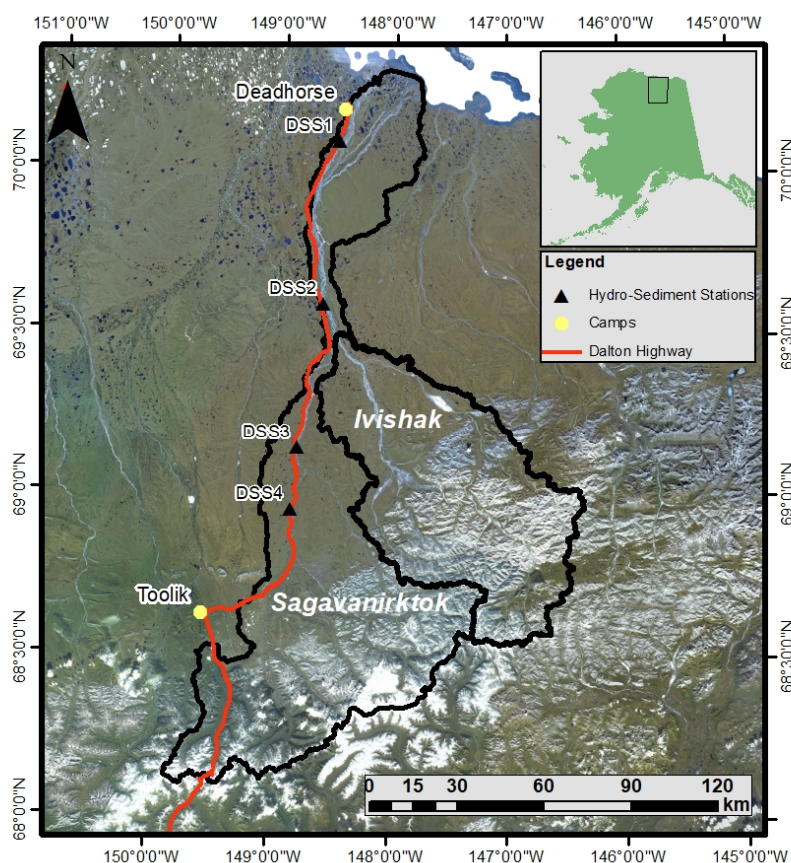 151°0'0"W 150°0'0"W 149°0'0"W 148°0'0"W 147°0'0"W 146°0'0"W 145°0'0"W
N
Deadhorse
DSS1
70°0'0"N
70°0'0"N
Legend
DSS2
Hydro-Sediment Stations
Camps
69°30'0"N
69°30'0"N
Dalton Highway
Ivishak
DSS3
69°0'0"N
DSS4
69°0'0"N
Toolik
Sagavanirktok
68°30'0"N
68°30'0"N
0 15 30 60 90 120
km
68°0'0"N
68°0'0"N
150°0'0"W 149°0'0"W 148°0'0"W 147°0'0"W 146°0'0"W 145°0'0"W